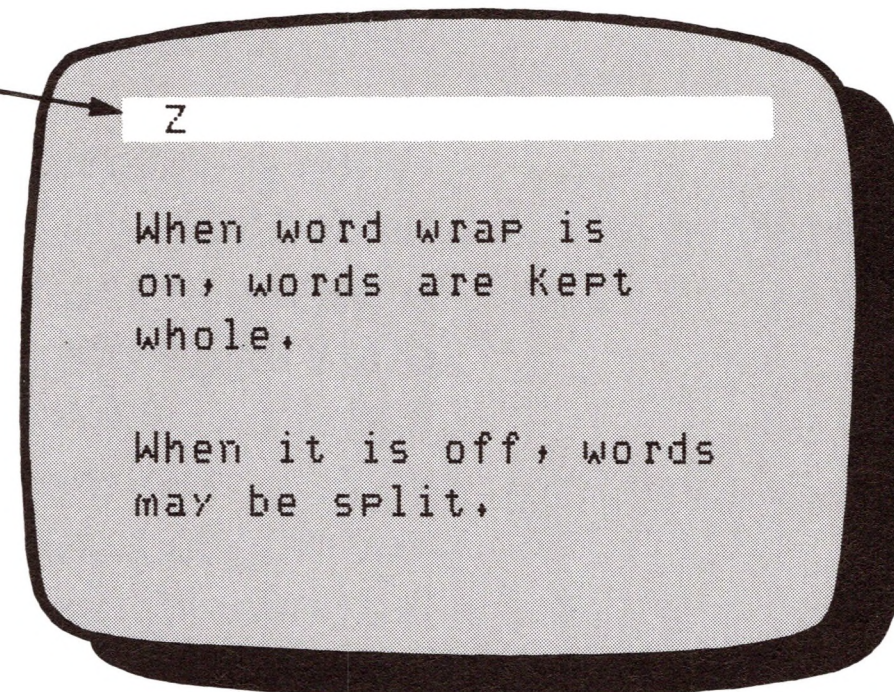 Z
When word wrap is
on, words are kept
whole.
When it is off, words
may be split.